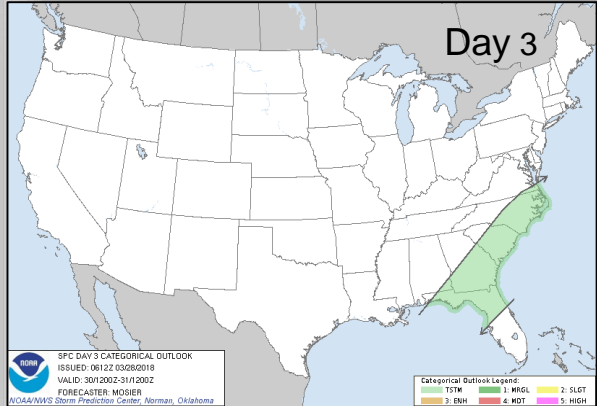 Day 3
NOAA
SPC DAY 3 CATEGORICAL OUTLOOK
ISSUED: 0612Z 03/28/2018
VALID: 30/1200Z-31/1200Z
FORECASTER: MOSIER
NOAA/NWS Storm Prediction Center, Norman, Oklahoma
Categorical Outlook Legend:
TSTM 1: MRGL 2: SLGT
3: ENH 4: MDT 5: HIGH